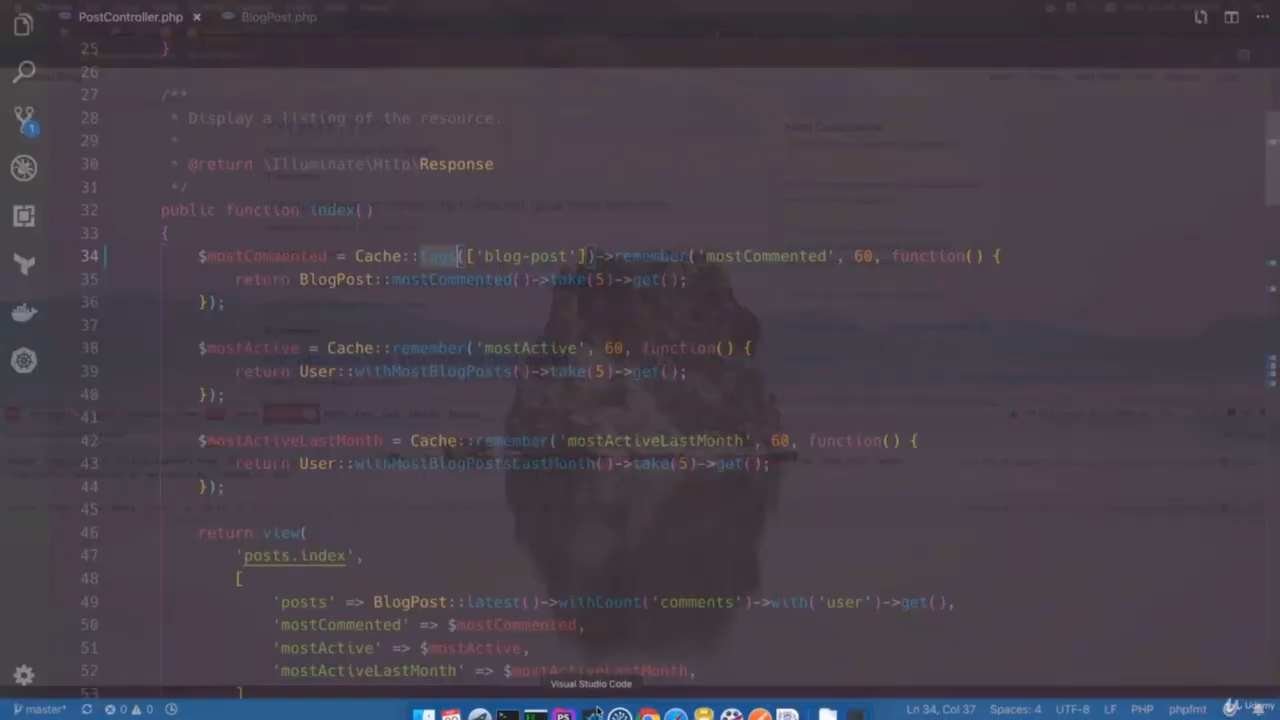 PostController.php × BlogPost.php
25 }
26
27 /**
28 * Display a listing of the resource.
29 *
30 * @return \Illuminate\Http\Response
31 */
32 public function index()
33 {
34 $mostCommented = Cache::tags(['blog-post'])->remember('mostCommented', 60, function() {
35 return BlogPost::mostCommented()->take(5)->get();
36 });
37
38 $mostActive = Cache::remember('mostActive', 60, function() {
39 return User::withMostBlogPosts()->take(5)->get();
40 });
41
42 $mostActiveLastMonth = Cache::remember('mostActiveLastMonth', 60, function() {
43 return User::withMostBlogPostsLastMonth()->take(5)->get();
44 });
45
46 return view(
47 'posts.index',
48 [
49 'posts' => BlogPost::latest()->withCount('comments')->with('user')->get(),
50 'mostCommented' => $mostCommented,
51 'mostActive' => $mostActive,
52 'mostActiveLastMonth' => $mostActiveLastMonth,
53 ]
1
Visual Studio Code
master* 0 0 Ln 34, Col 37 Spaces: 4 UTF-8 LF PHP phpfmt Udemy